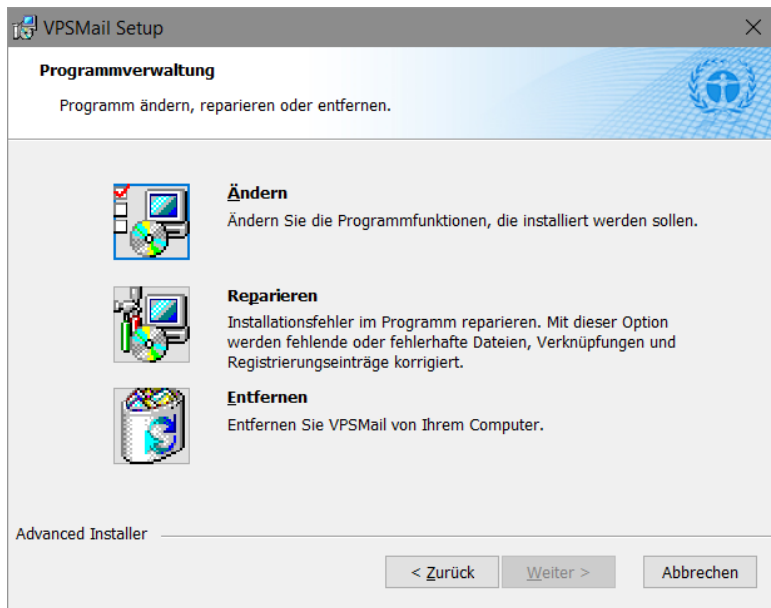 VPSMail Setup
Programmverwaltung
Programm ändern, reparieren oder entfernen.
Ändern
Ändern Sie die Programmfunktionen, die installiert werden sollen.
Reparieren
Installationsfehler im Programm reparieren. Mit dieser Option
werden fehlende oder fehlerhafte Dateien, Verknüpfungen und
Registrierungseinträge korrigiert.
Entfernen
Entfernen Sie VPSMail von Ihrem Computer.
Advanced Installer
< Zurück
Weiter >
Abbrechen